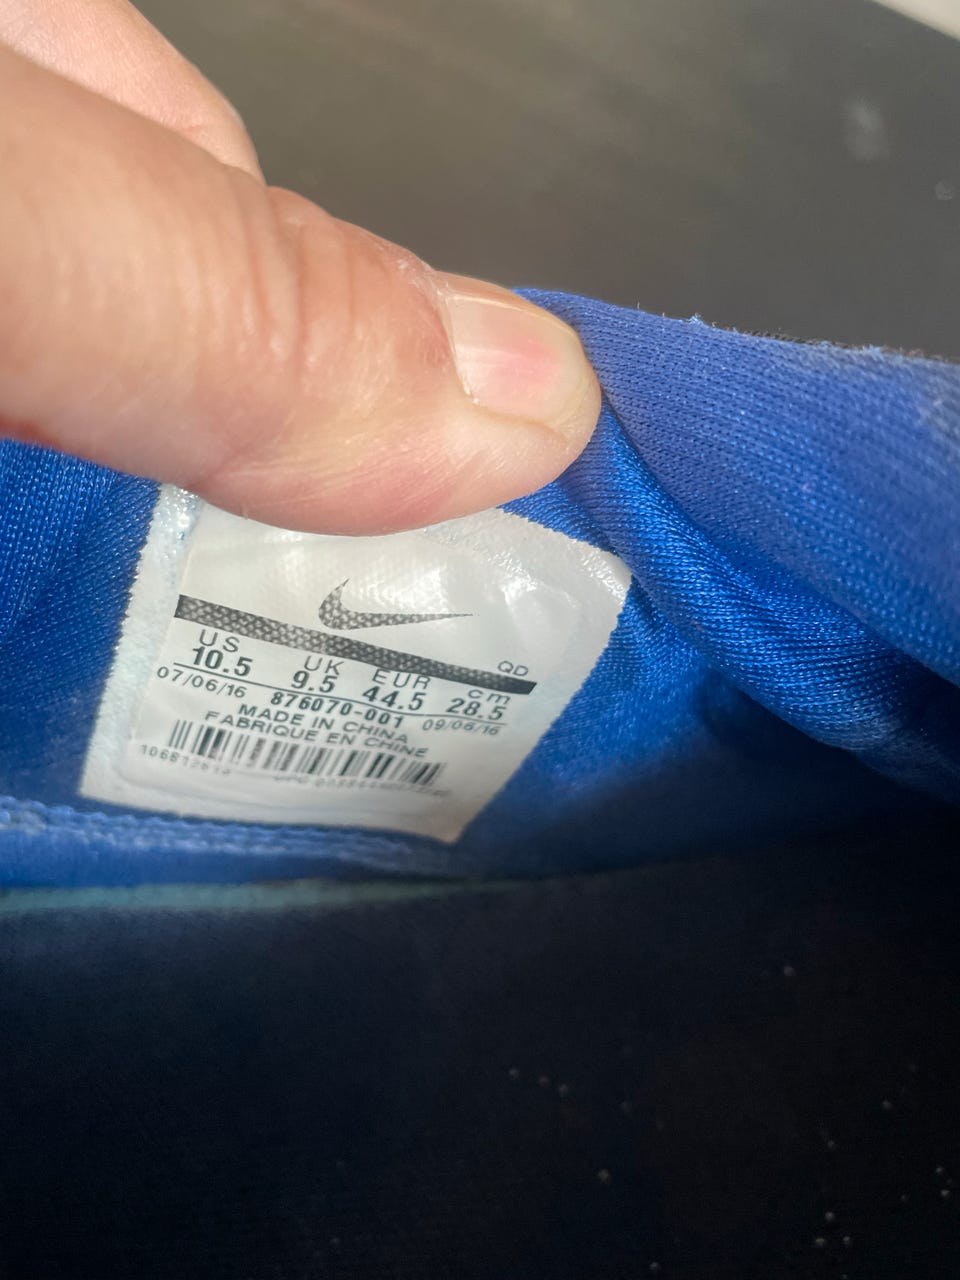 QD
US UK EUR cm
10.5 9.5 44.5 28.5
07/06/16 876070-001 09/06/16
MADE IN CHINA
FABRIQUE EN CHINE